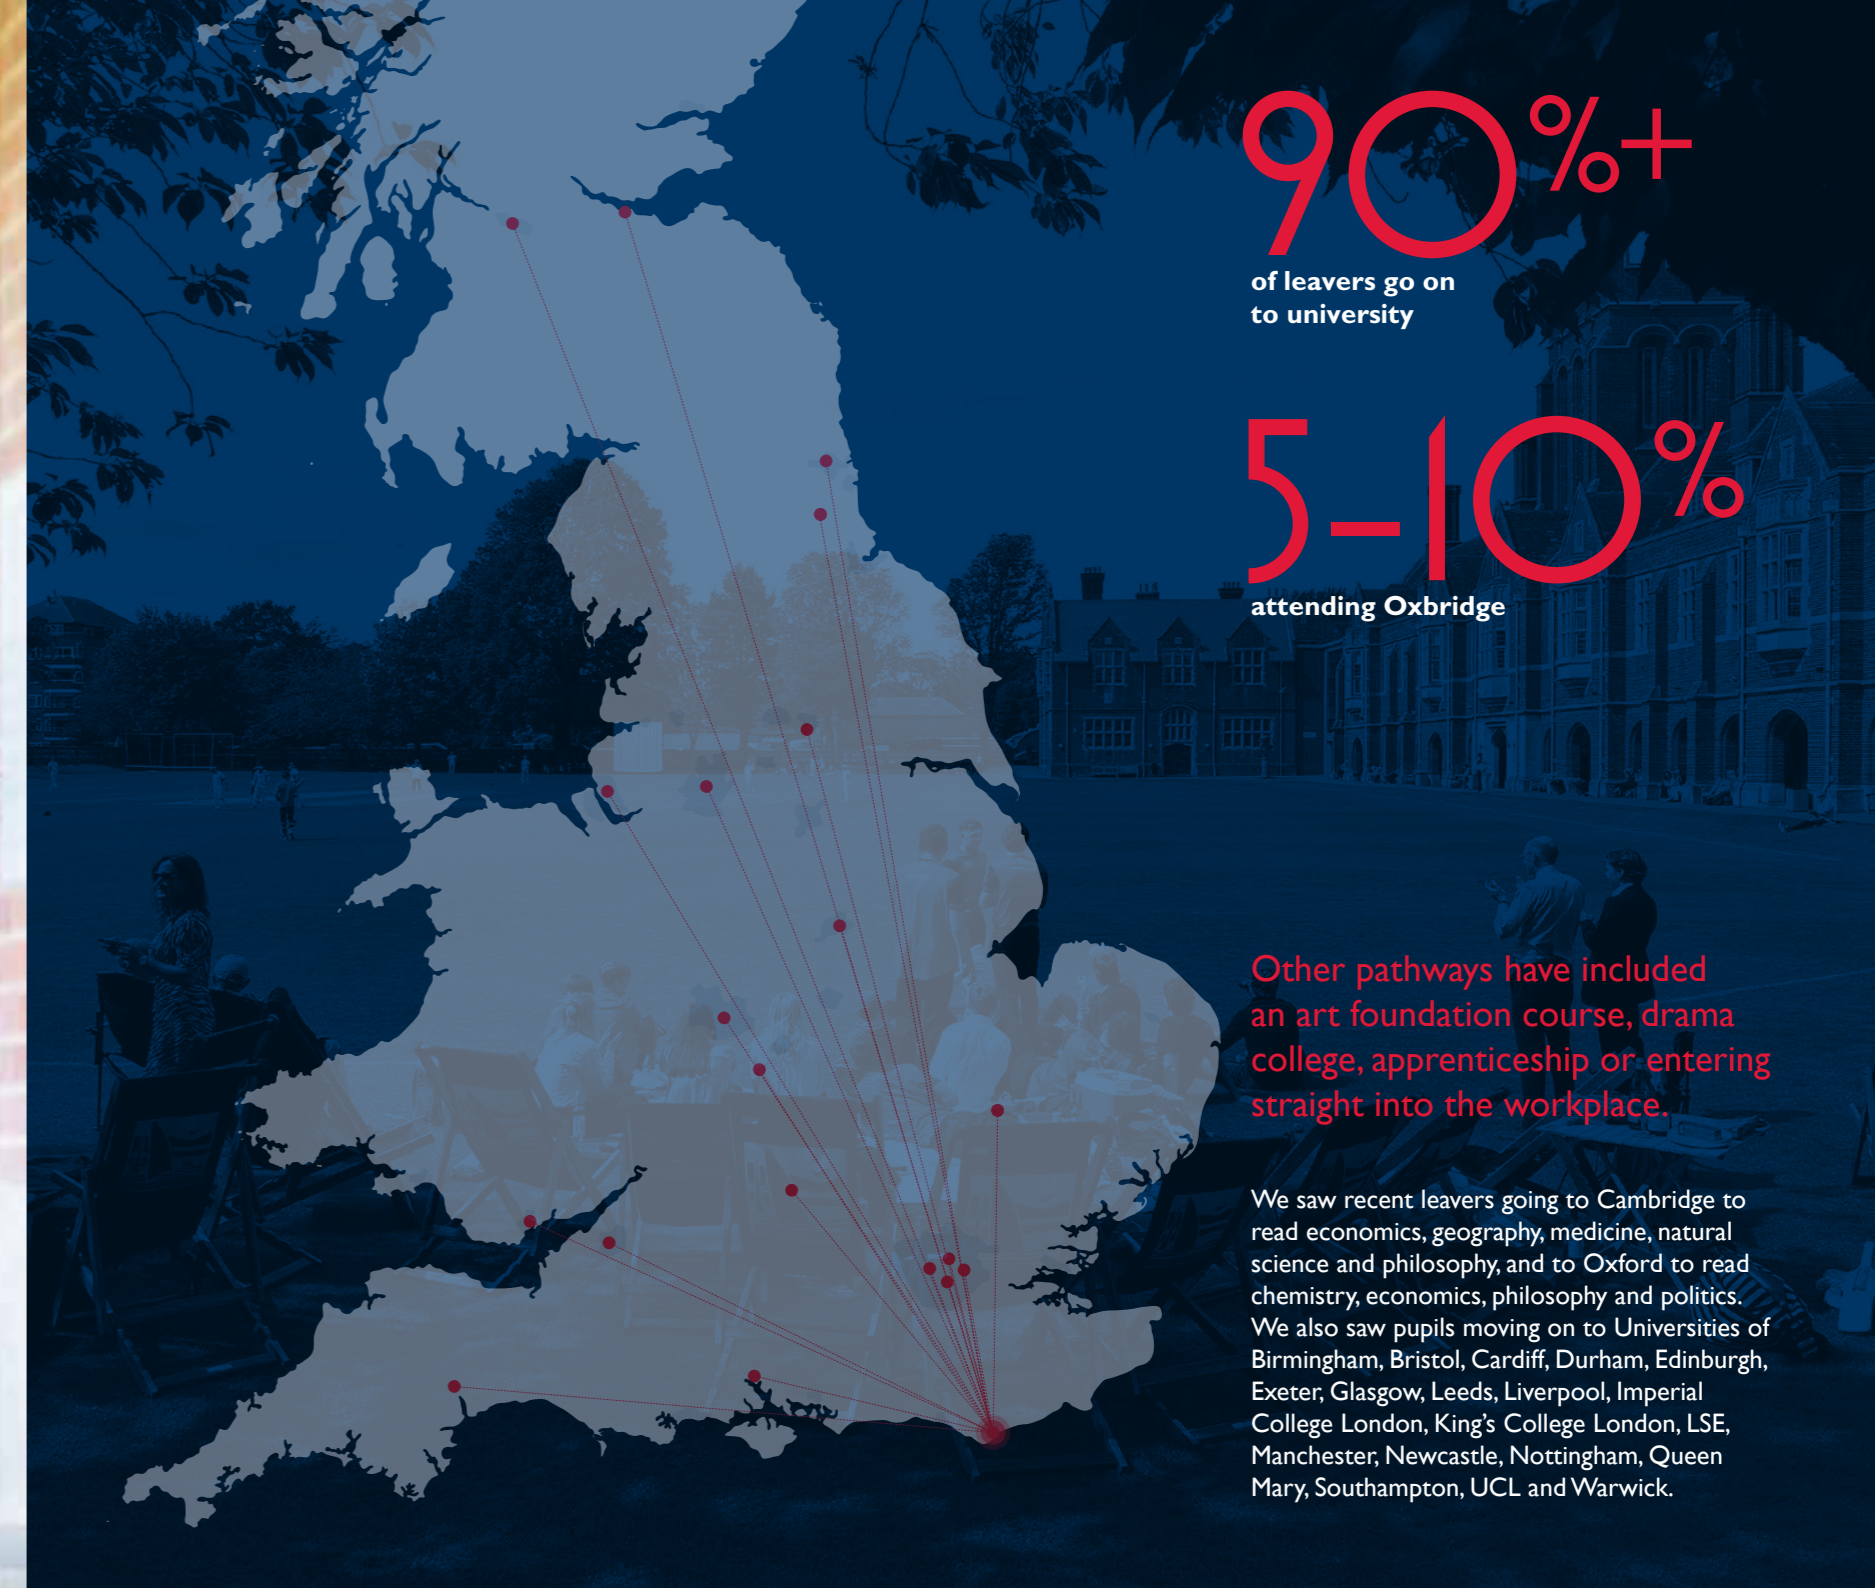 90%+
of leavers go on
to university
5–10%
attending Oxbridge
Other pathways have included
an art foundation course, drama
college, apprenticeship or entering
straight into the workplace.
We saw recent leavers going to Cambridge to
read economics, geography, medicine, natural
science and philosophy, and to Oxford to read
chemistry, economics, philosophy and politics.
We also saw pupils moving on to Universities of
Birmingham, Bristol, Cardiff, Durham, Edinburgh,
Exeter, Glasgow, Leeds, Liverpool, Imperial
College London, King’s College London, LSE,
Manchester, Newcastle, Nottingham, Queen
Mary, Southampton, UCL and Warwick.